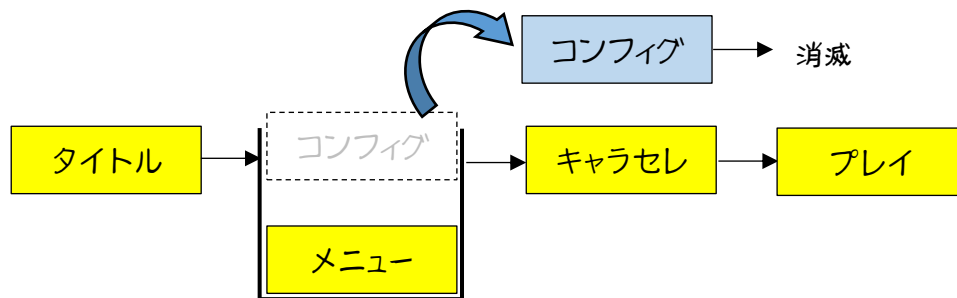 コンフィグ
消滅
タイトル
コンフィグ
キャラセレ
プレイ
メニュー